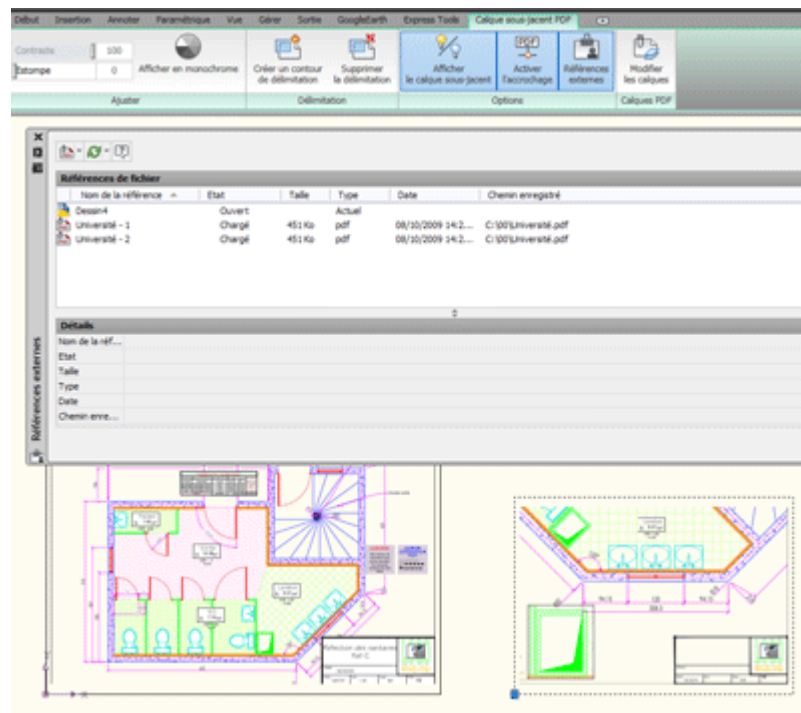 Début Insertion Annoter Paramétrique Vue Gérer Sortie GoogleEarth Express Tools Calque sous-jacent PDF
Contraste 100
Estompe 0
Afficher en monochrome
Créer un contour de délimitation
Supprimer la délimitation
Afficher le calque sous-jacent
Activer l'accrochage
Références externes
Modifier les calques
Ajuster Délimitation Options Calques PDF
Références de fichier
Nom de la référence Etat Taille Type Date Chemin enregistré
Dessin4 Ouvert Actuel
Université - 1 Chargé 451 Ko pdf 08/10/2009 14:2... C:\00\Université.pdf
Université - 2 Chargé 451 Ko pdf 08/10/2009 14:2... C:\00\Université.pdf
Détails
Nom de la réf...
Etat
Taille
Type
Date
Chemin enre...
Références externes